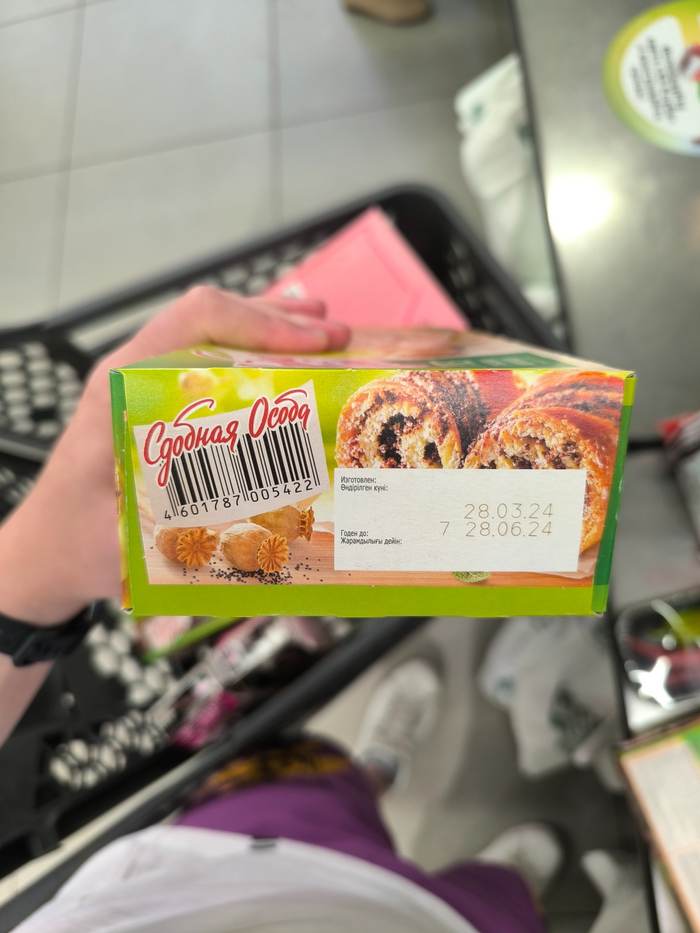 Сдобная Особа
4 601787 005422
Изготовлен:
Өндірілген күні:
28.03.24
Годен до:
Жарамдылығы дейін:
7 28.06.24